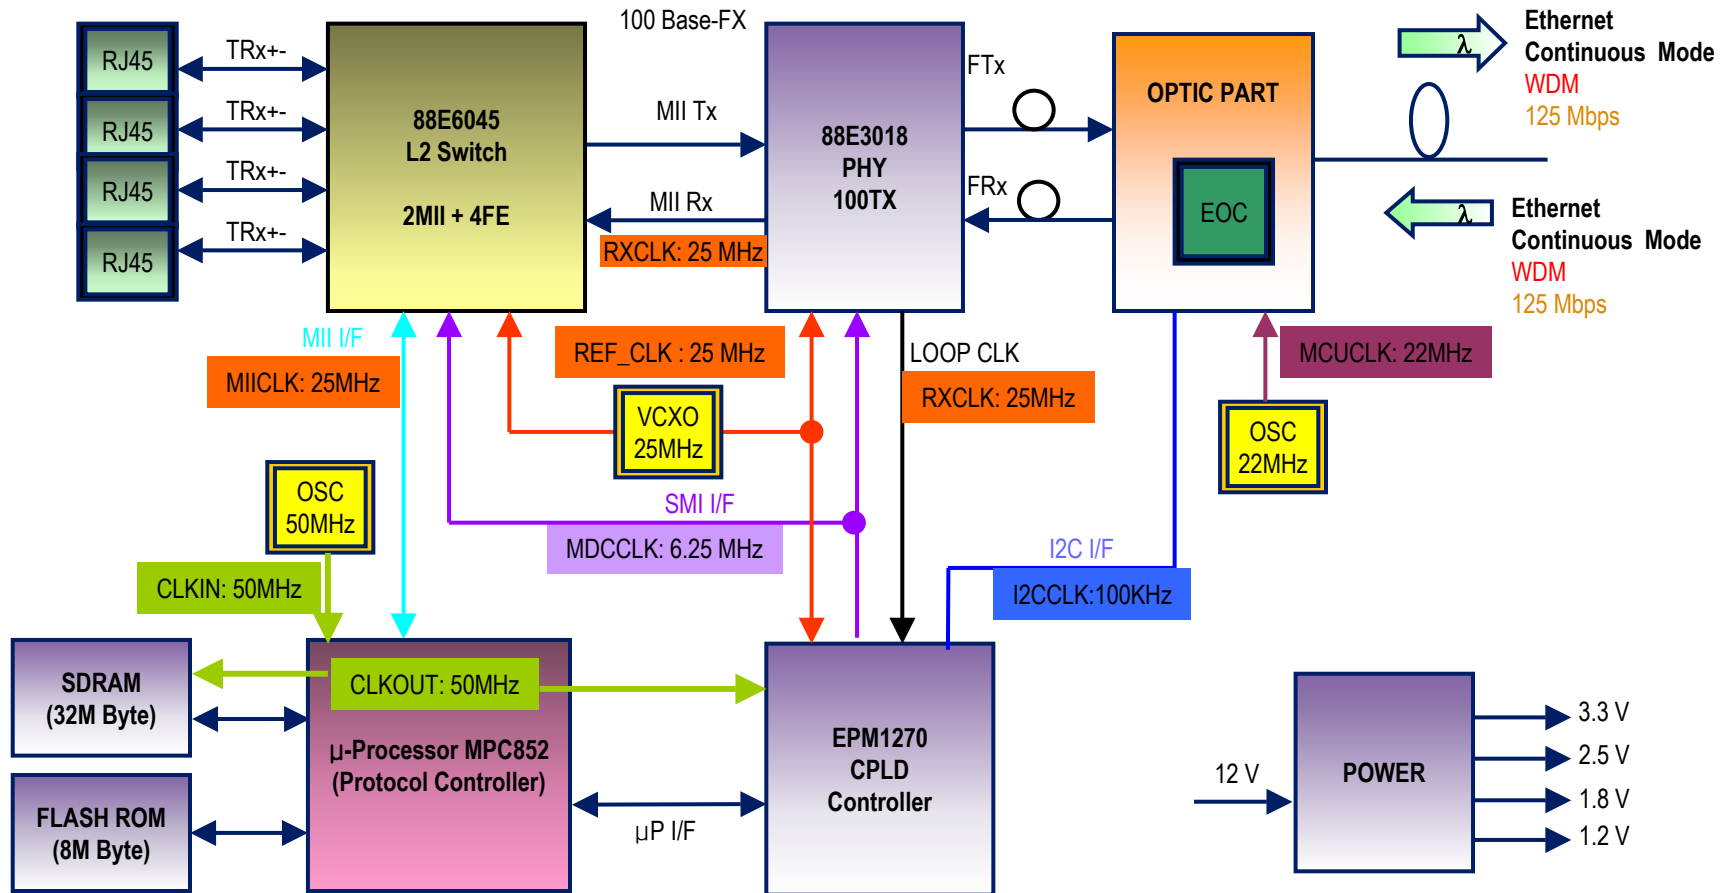 100 Base-FX
RJ45
TRx+-
RJ45
TRx+-
RJ45
TRx+-
RJ45
TRx+-
88E6045
L2 Switch
2MII + 4FE
MII Tx
MII Rx
RXCLK: 25 MHz
88E3018
PHY
100TX
FTx
FRx
OPTIC PART
EOC
λ
Ethernet
Continuous Mode
WDM
125 Mbps
λ
Ethernet
Continuous Mode
WDM
125 Mbps
MII I/F
MIICLK: 25MHz
REF_CLK : 25 MHz
VCXO
25MHz
LOOP CLK
RXCLK: 25MHz
MCUCLK: 22MHz
OSC
22MHz
OSC
50MHz
CLKIN: 50MHz
SMI I/F
MDCCLK: 6.25 MHz
I2C I/F
I2CCLK:100KHz
SDRAM
(32M Byte)
FLASH ROM
(8M Byte)
CLKOUT: 50MHz
µ-Processor MPC852
(Protocol Controller)
µP I/F
EPM1270
CPLD
Controller
12 V
POWER
3.3 V
2.5 V
1.8 V
1.2 V